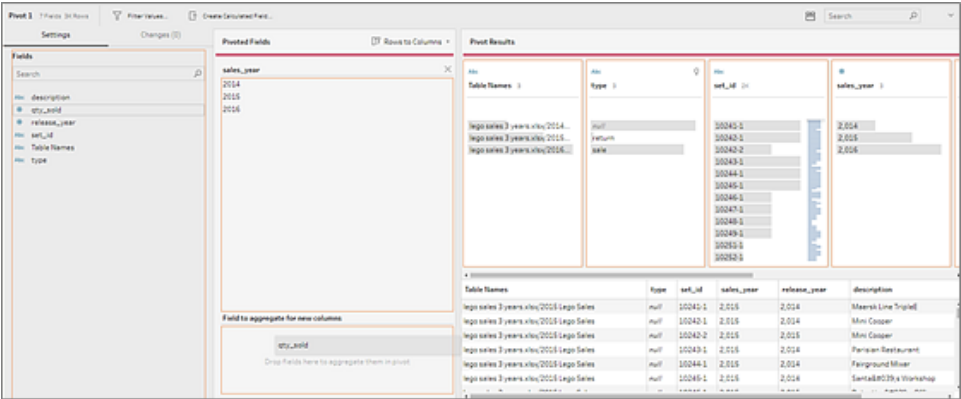 Pivot 1 7 Fields 34 Rows Filter Values... Create Calculated Field... Search
Settings Changes (0)
Fields
Search
Abc description
# qty_sold
# release_year
Abc set_id
Abc Table Names
Abc type
Pivoted Fields Rows to Columns
sales_year
2014
2015
2016
Field to aggregate for new columns
qty_sold
Drop fields here to aggregate them in pivot
Pivot Results
Abc
Table Names 3
lego sales 3 years.xlsx/2014...
lego sales 3 years.xlsx/2015...
lego sales 3 years.xlsx/2016...
Abc
type 3
null
return
sale
Abc
set_id
10241-1
10242-1
10242-2
10243-1
10244-1
10245-1
10246-1
10247-1
10248-1
10249-1
10251-1
10252-1
#
sales_year 3
2,014
2,015
2,016
Table Names type set_id sales_year release_year description
lego sales 3 years.xlsx/2015 Lego Sales null 10241-1 2,015 2,014 Maersk Line Triple
lego sales 3 years.xlsx/2015 Lego Sales null 10242-1 2,015 2,014 Mini Cooper
lego sales 3 years.xlsx/2015 Lego Sales null 10242-2 2,015 2,015 Mini Cooper
lego sales 3 years.xlsx/2015 Lego Sales null 10243-1 2,015 2,014 Parisian Restaurant
lego sales 3 years.xlsx/2015 Lego Sales null 10244-1 2,015 2,014 Fairground Mixer
lego sales 3 years.xlsx/2015 Lego Sales null 10245-1 2,015 2,014 Santa&#039;s Workshop